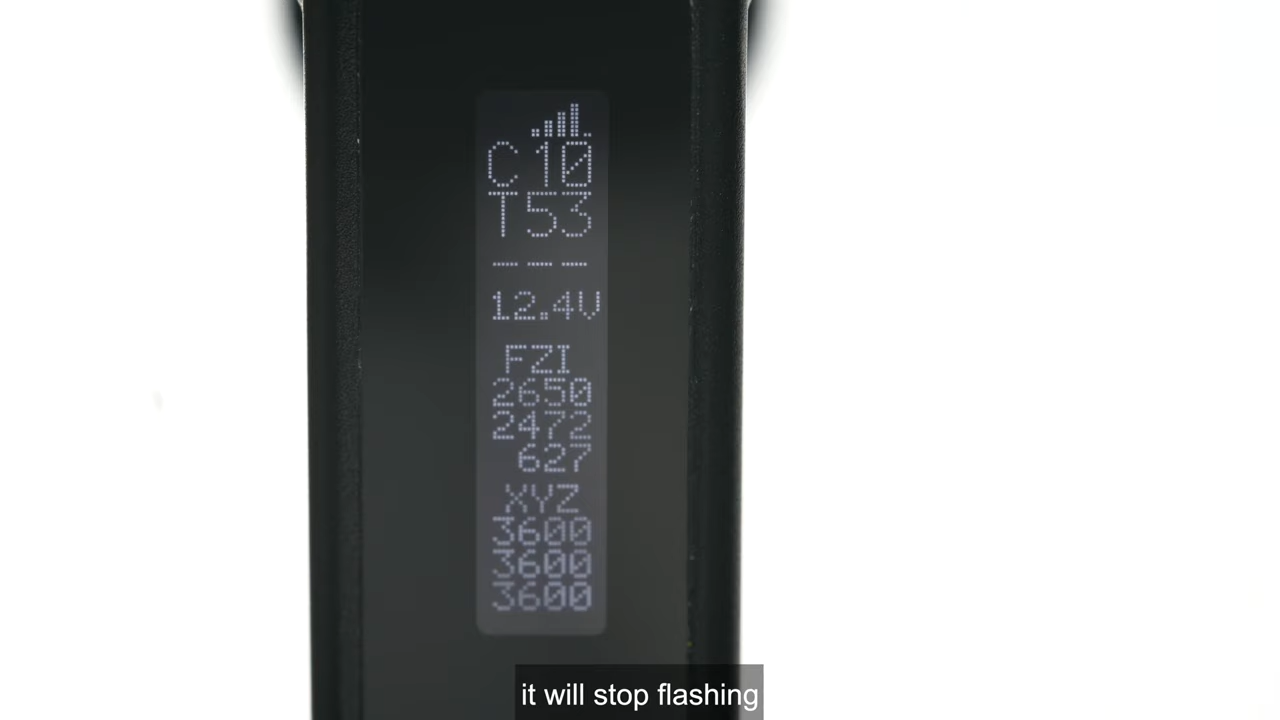 C 10
T53
— — —
12.4V
FZI
2650
2472
627
XYZ
3600
3600
3600
it will stop flashing